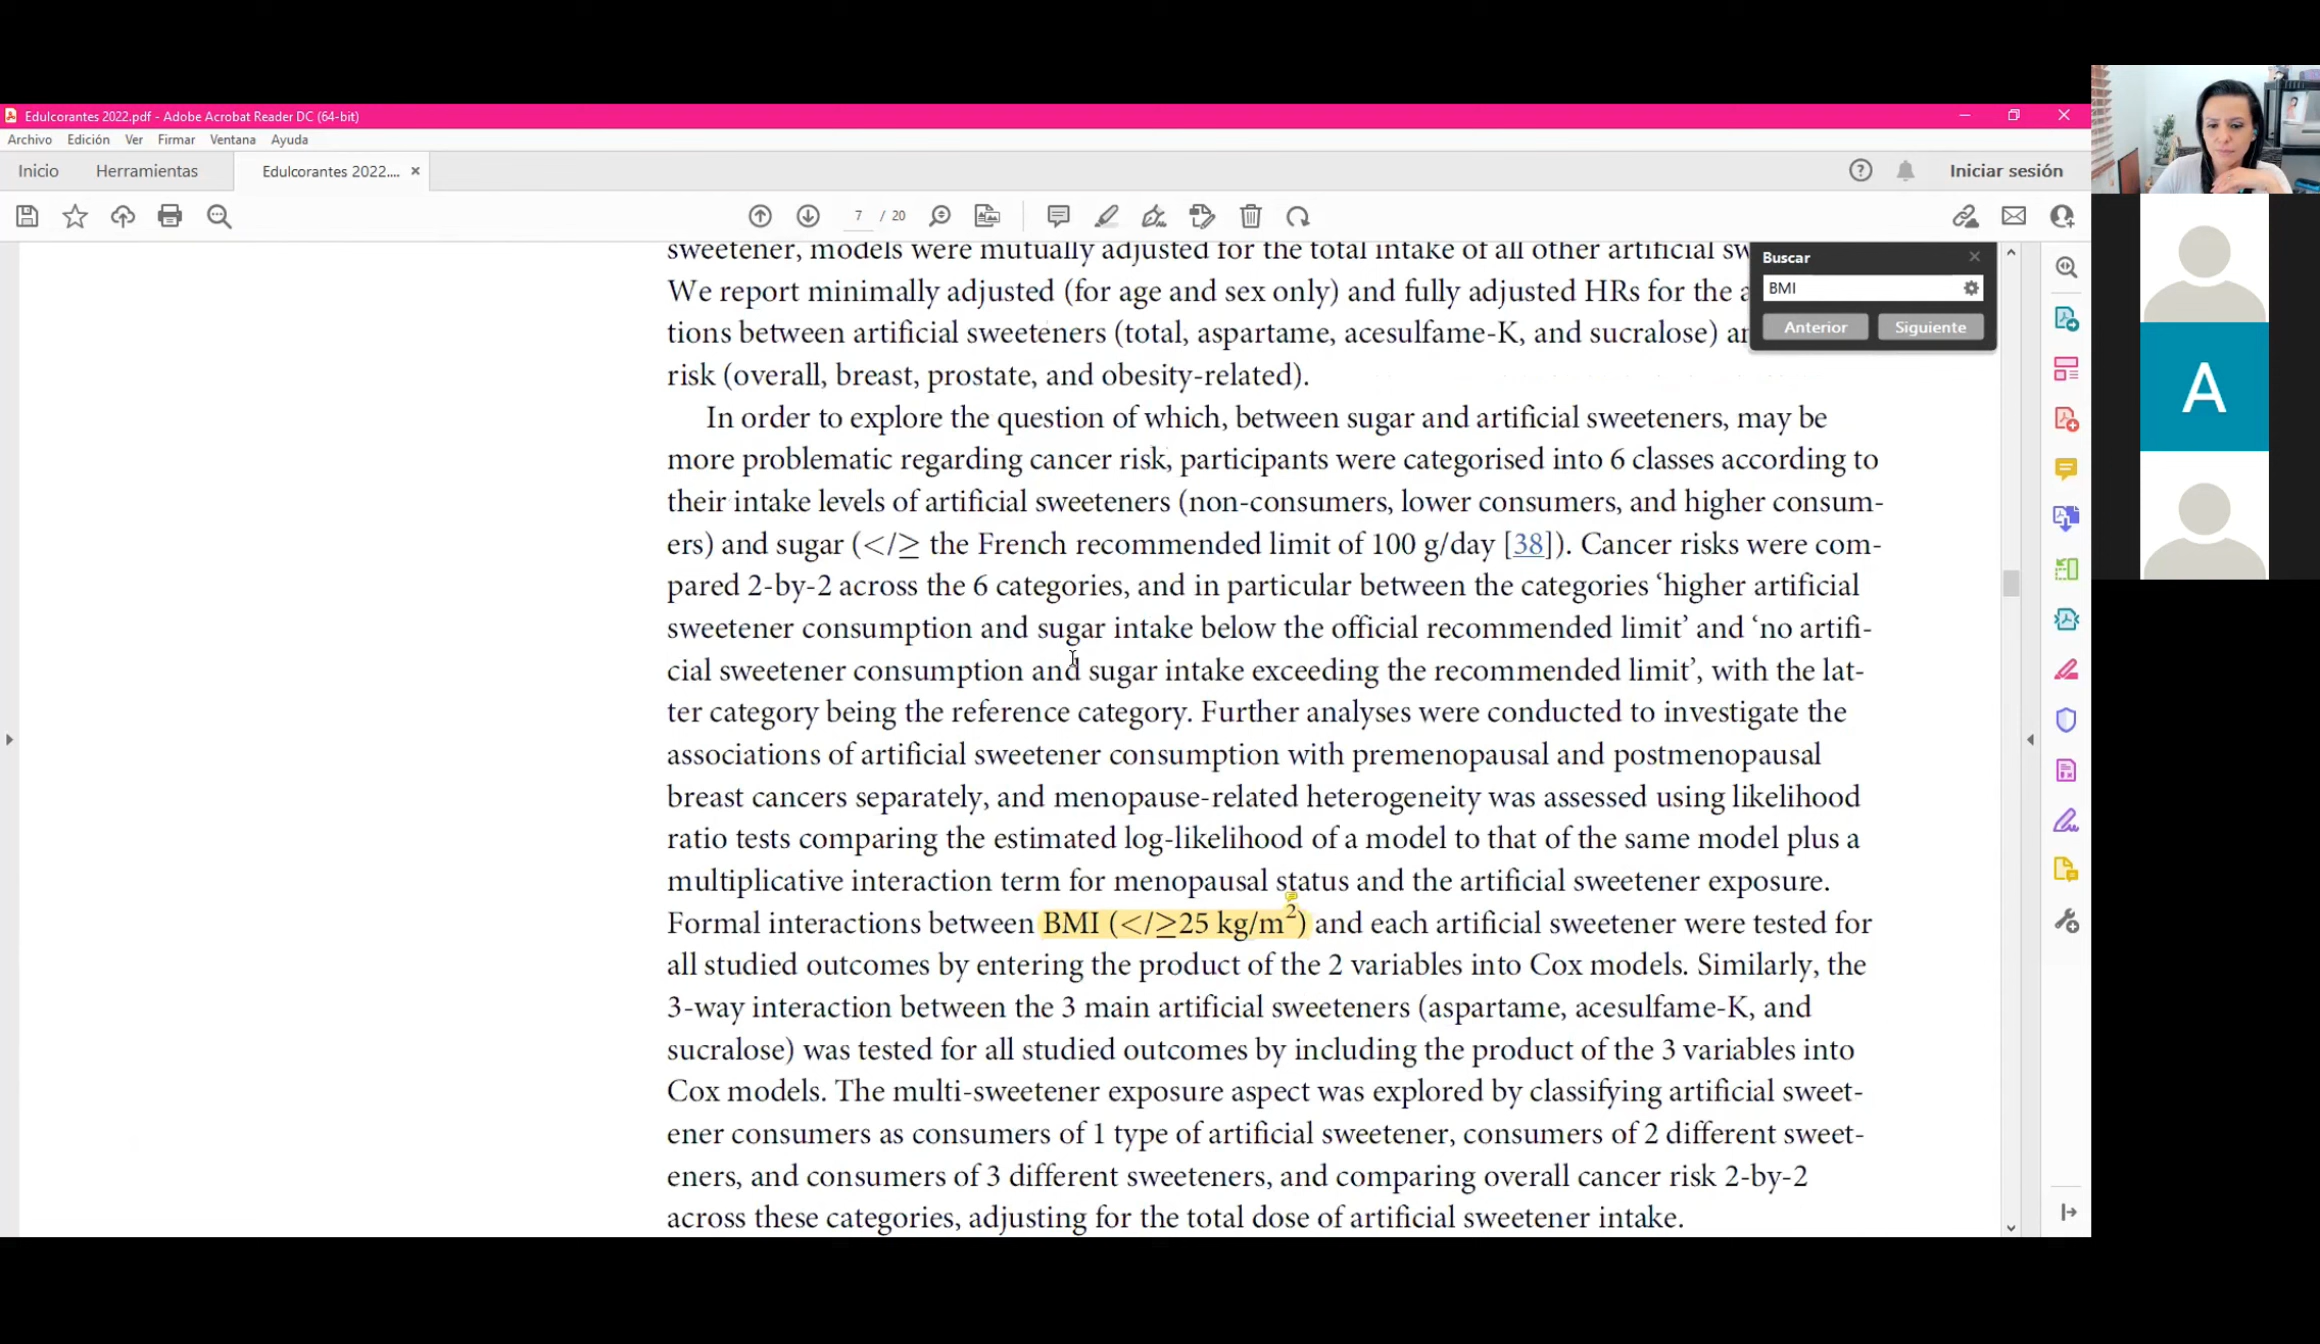 Edulcorantes 2022.pdf - Adobe Acrobat Reader DC (64-bit)
Archivo Edición Ver Firmar Ventana Ayuda
Inicio Herramientas Edulcorantes 2022.... × Iniciar sesión
7 / 20
Buscar
BMI
Anterior Siguiente
sweetener, models were mutually adjusted for the total intake of all other artificial sw
We report minimally adjusted (for age and sex only) and fully adjusted HRs for the a
tions between artificial sweeteners (total, aspartame, acesulfame-K, and sucralose) an
risk (overall, breast, prostate, and obesity-related).
In order to explore the question of which, between sugar and artificial sweeteners, may be
more problematic regarding cancer risk, participants were categorised into 6 classes according to
their intake levels of artificial sweeteners (non-consumers, lower consumers, and higher consum-
ers) and sugar (</≥ the French recommended limit of 100 g/day [38]). Cancer risks were com-
pared 2-by-2 across the 6 categories, and in particular between the categories ‘higher artificial
sweetener consumption and sugar intake below the official recommended limit’ and ‘no artifi-
cial sweetener consumption and sugar intake exceeding the recommended limit’, with the lat-
ter category being the reference category. Further analyses were conducted to investigate the
associations of artificial sweetener consumption with premenopausal and postmenopausal
breast cancers separately, and menopause-related heterogeneity was assessed using likelihood
ratio tests comparing the estimated log-likelihood of a model to that of the same model plus a
multiplicative interaction term for menopausal status and the artificial sweetener exposure.
Formal interactions between BMI (</≥25 kg/m²) and each artificial sweetener were tested for
all studied outcomes by entering the product of the 2 variables into Cox models. Similarly, the
3-way interaction between the 3 main artificial sweeteners (aspartame, acesulfame-K, and
sucralose) was tested for all studied outcomes by including the product of the 3 variables into
Cox models. The multi-sweetener exposure aspect was explored by classifying artificial sweet-
ener consumers as consumers of 1 type of artificial sweetener, consumers of 2 different sweet-
eners, and consumers of 3 different sweeteners, and comparing overall cancer risk 2-by-2
across these categories, adjusting for the total dose of artificial sweetener intake.
A